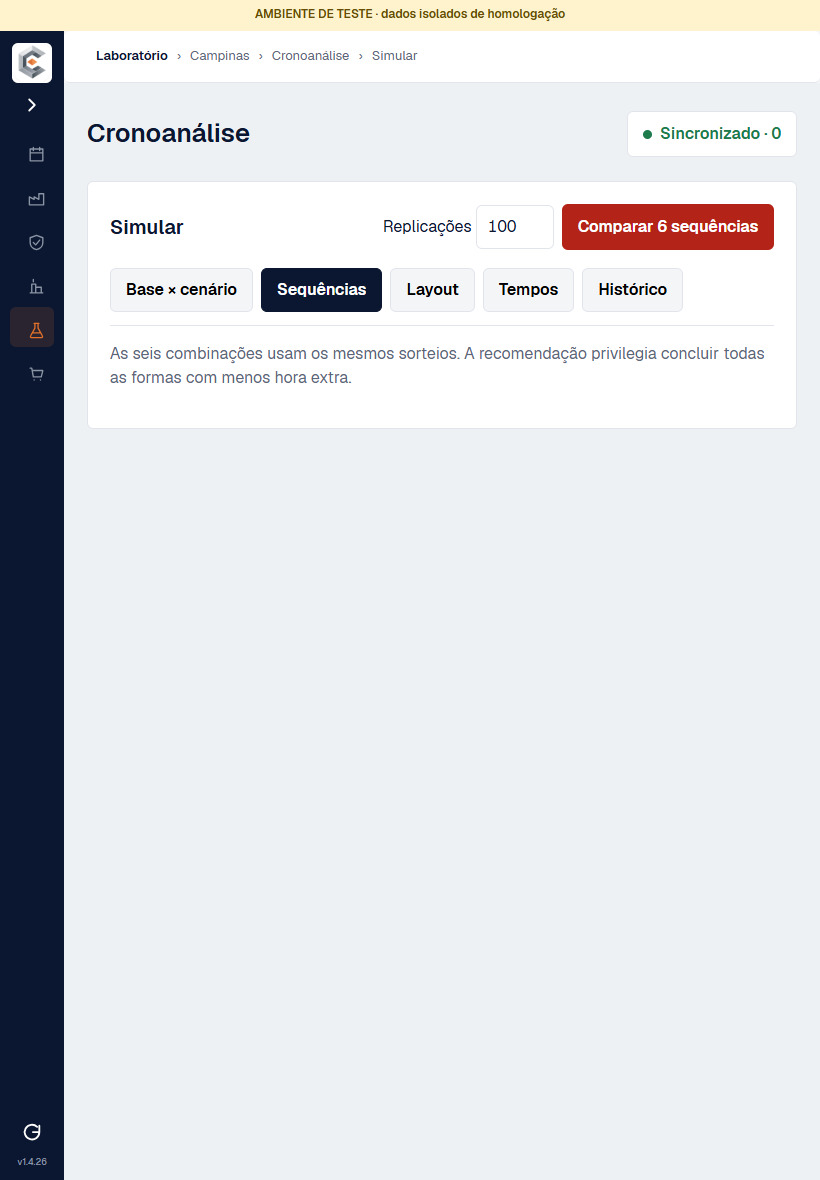 AMBIENTE DE TESTE · dados isolados de homologação
Laboratório › Campinas › Cronoanálise › Simular
Cronoanálise
Sincronizado · 0
Simular
Replicações 100 Comparar 6 sequências
Base × cenário Sequências Layout Tempos Histórico
As seis combinações usam os mesmos sorteios. A recomendação privilegia concluir todas
as formas com menos hora extra.
v1.4.26